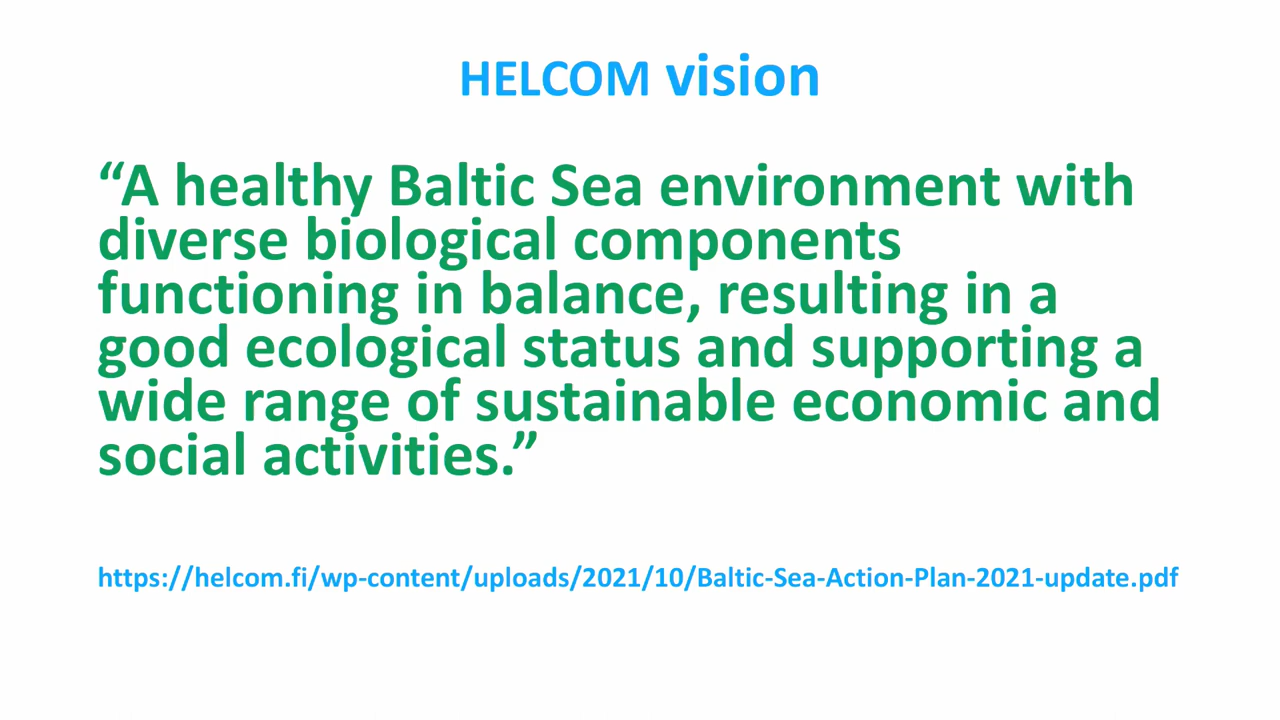 HELCOM vision
“A healthy Baltic Sea environment with
diverse biological components
functioning in balance, resulting in a
good ecological status and supporting a
wide range of sustainable economic and
social activities.”
https://helcom.fi/wp-content/uploads/2021/10/Baltic-Sea-Action-Plan-2021-update.pdf